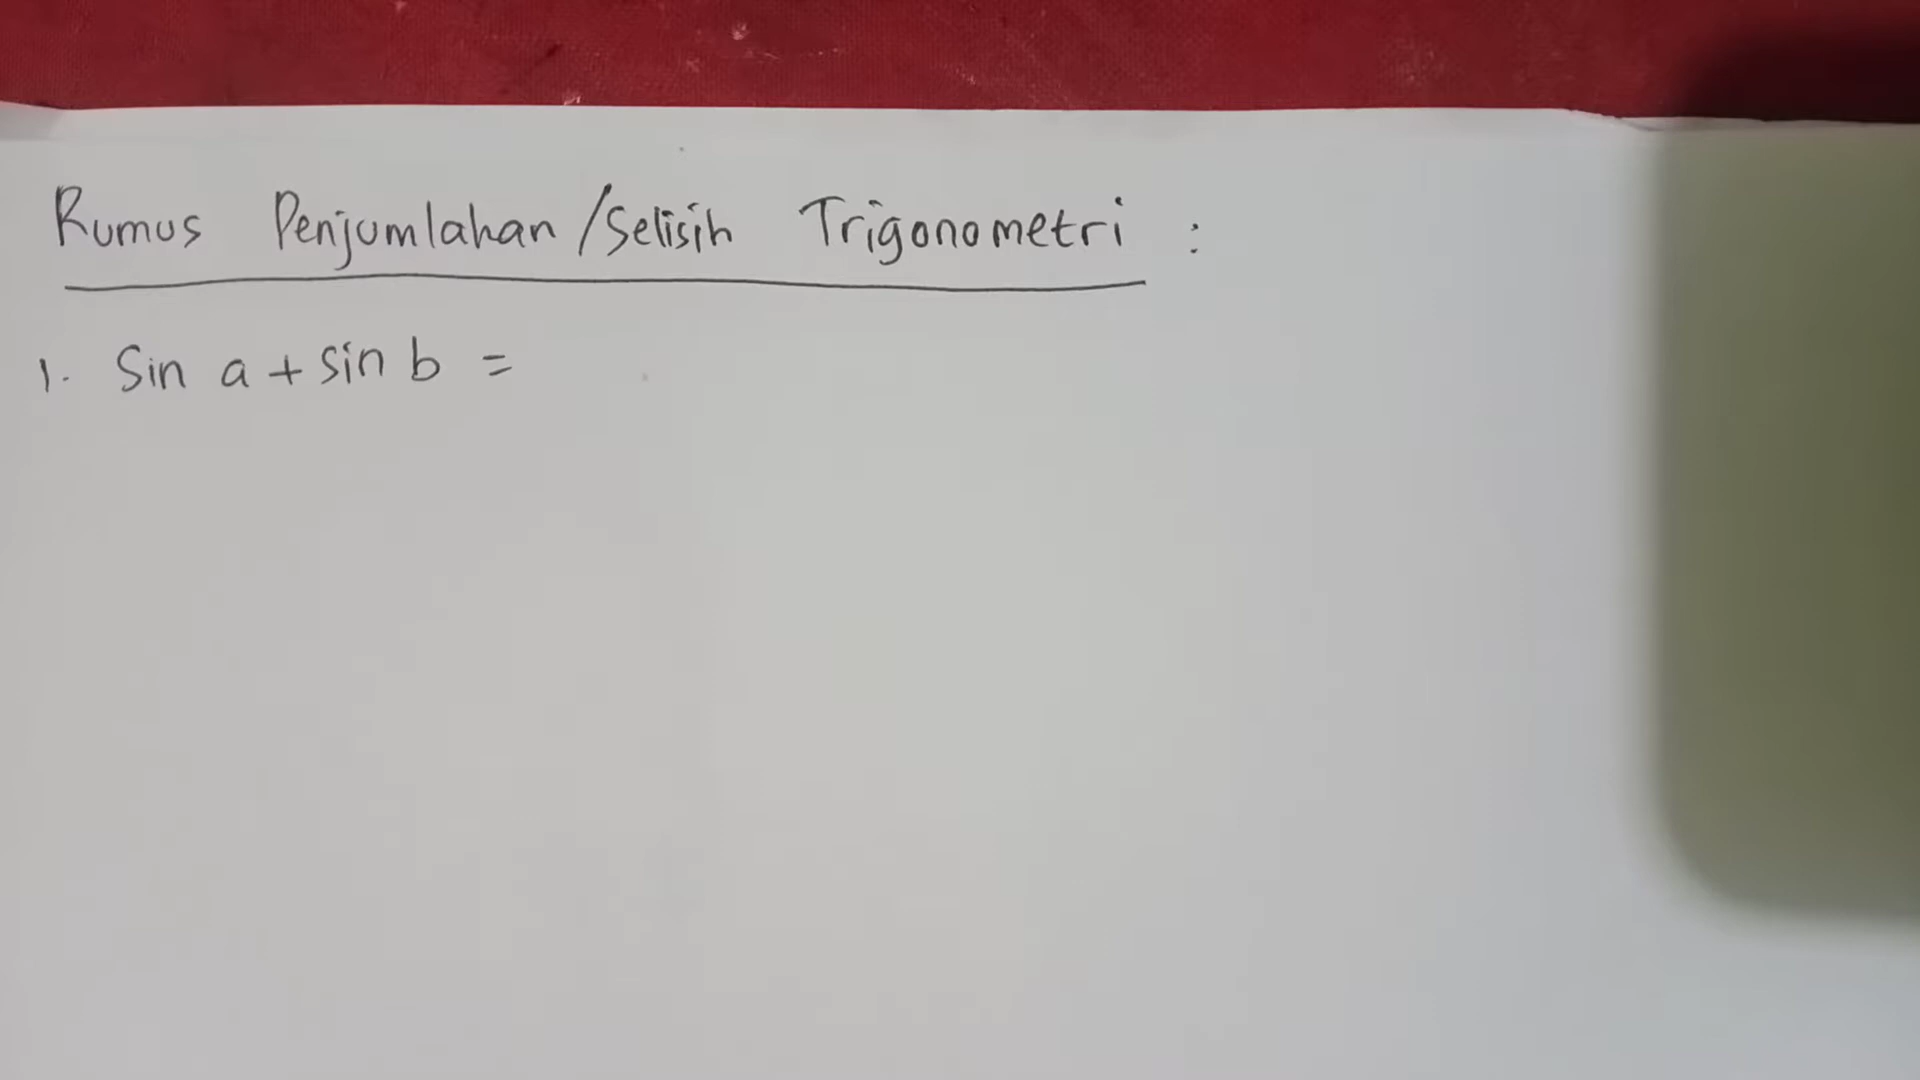 Rumus Penjumlahan/Selisih Trigonometri :
1. Sin a + sin b =